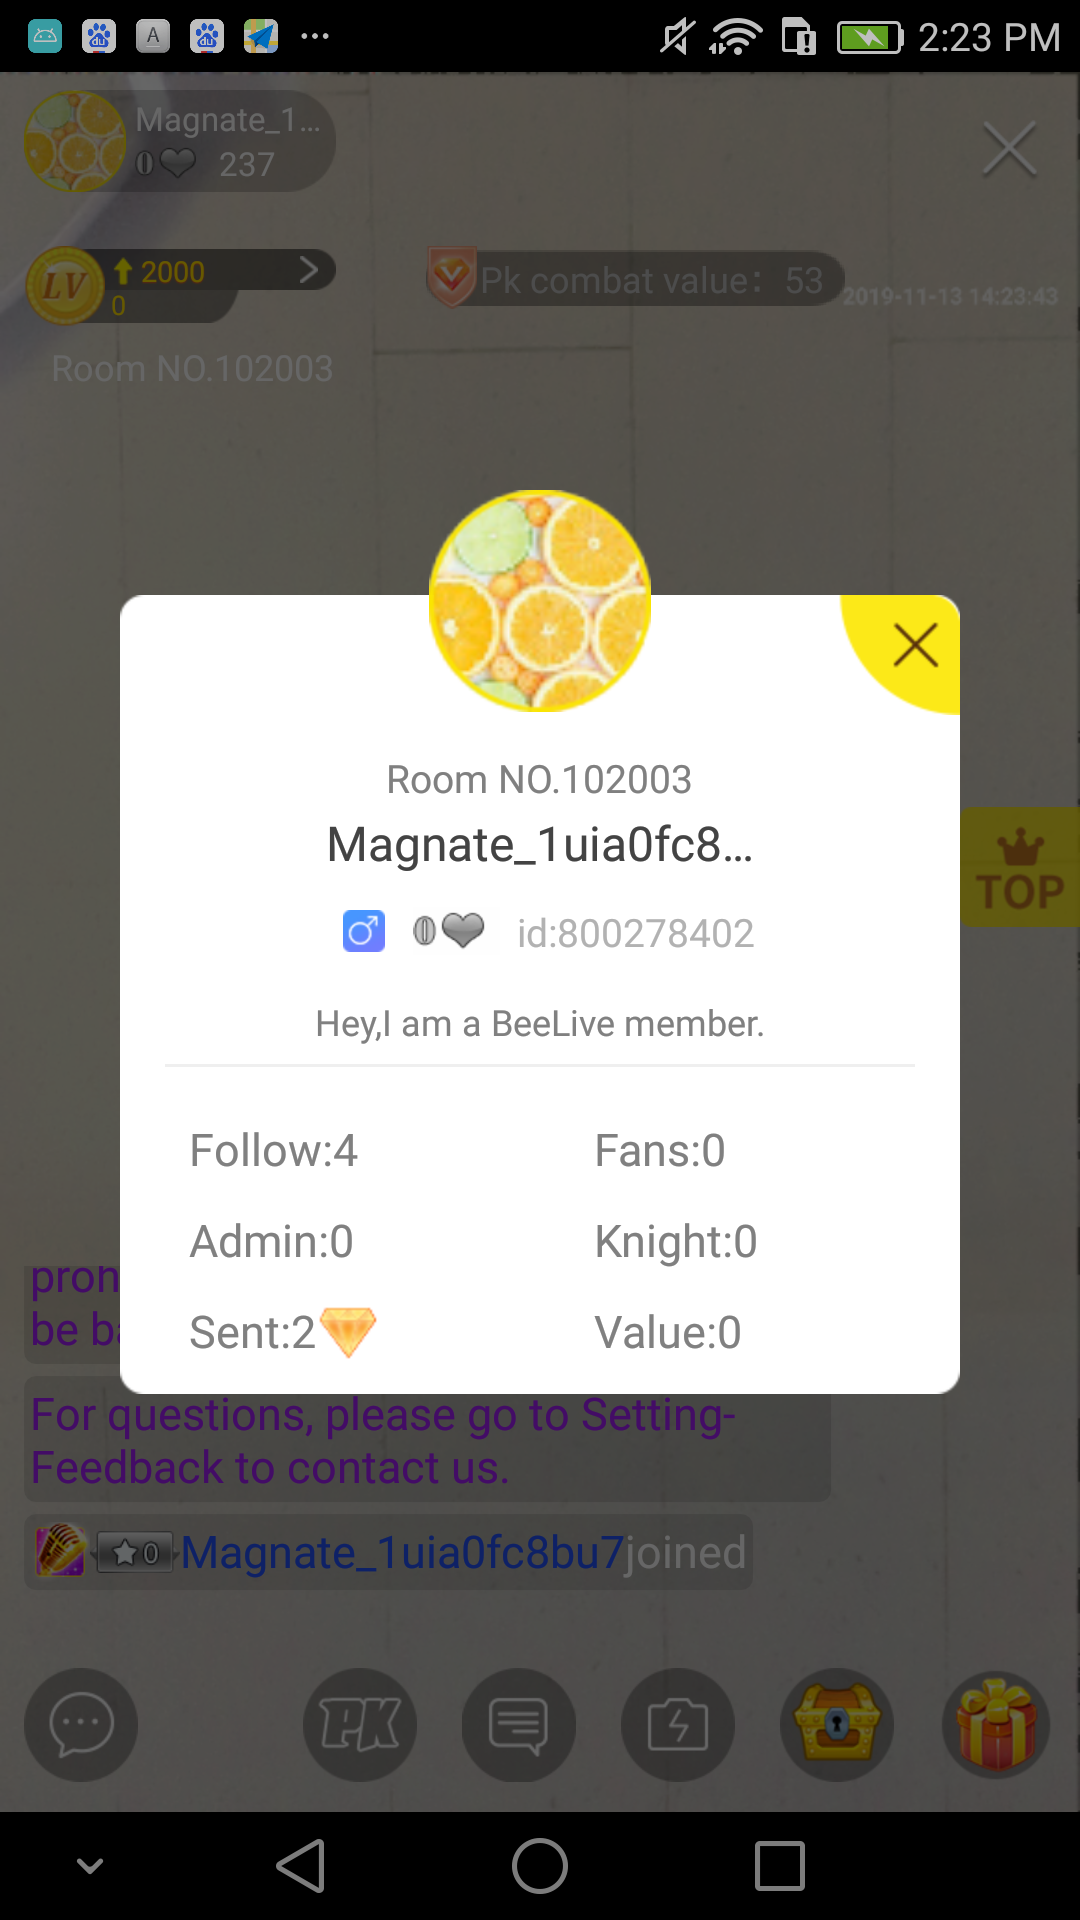 2:23 PM
Magnate_1...
0 237
LV 2000
0
Pk combat value: 53
2019-11-13 14:23:43
Room NO.102003
Room NO.102003
Magnate_1uia0fc8...
0 id:800278402
TOP
Hey,I am a BeeLive member.
Follow:4 Fans:0
Admin:0 Knight:0
Sent:2 Value:0
be
For questions, please go to Setting-
Feedback to contact us.
0 Magnate_1uia0fc8bu7joined
PK